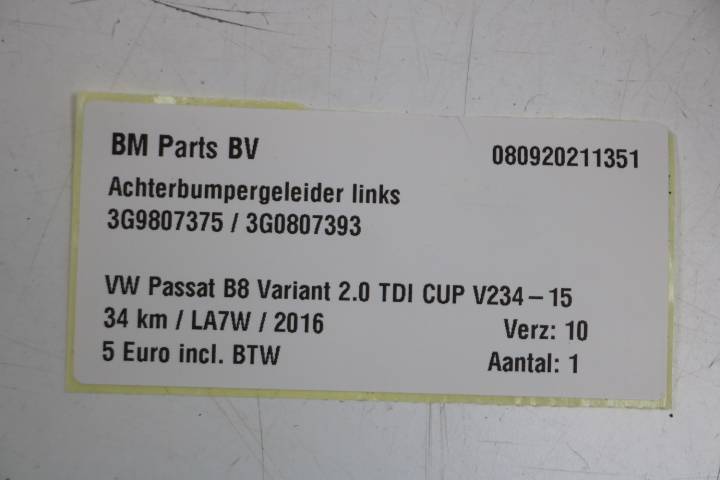 BM Parts BV 080920211351
Achterbumpergeleider links
3G9807375 / 3G0807393
VW Passat B8 Variant 2.0 TDI CUP V234-15
34 km / LA7W / 2016 Verz: 10
5 Euro incl. BTW Aantal: 1